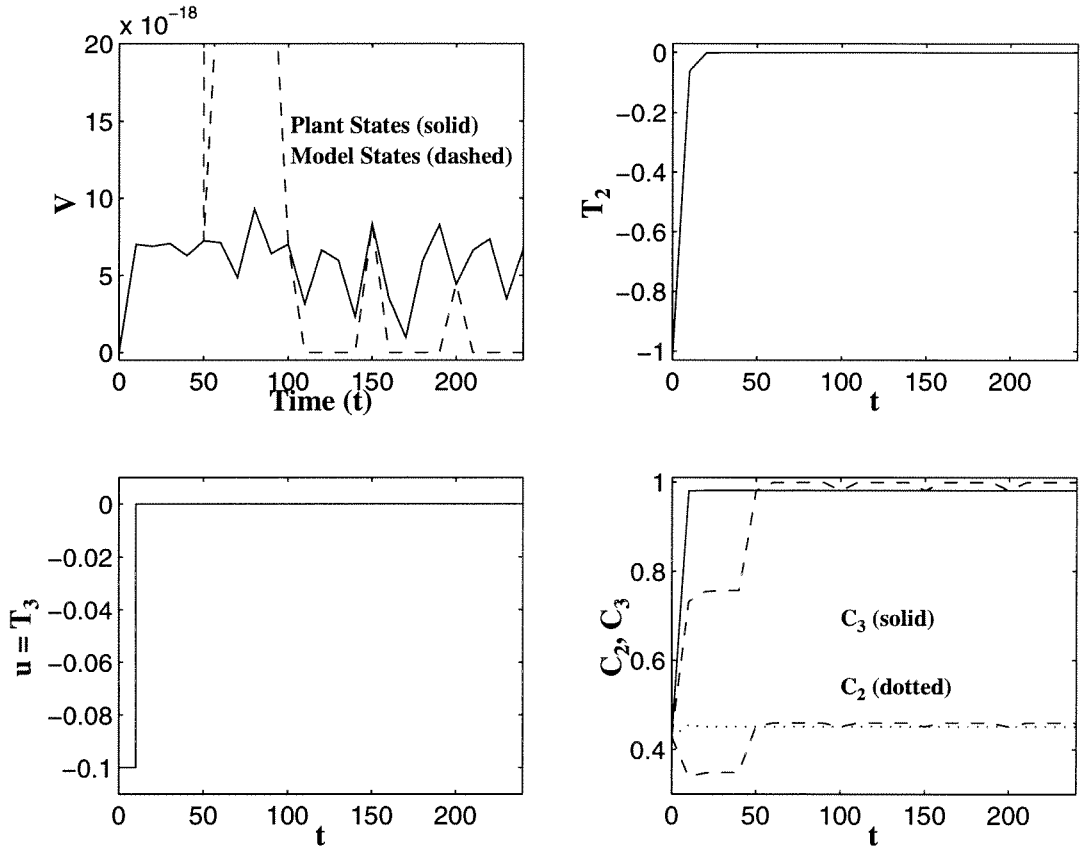 x 10⁻¹⁸
20
15
10
5
0
V
Plant States (solid)
Model States (dashed)
0 50 100 150 200
Time (t)
0
−0.2
−0.4
−0.6
−0.8
−1
T₂
0 50 100 150 200
t
0
−0.02
−0.04
−0.06
−0.08
−0.1
u = T₃
0 50 100 150 200
t
1
0.8
0.6
0.4
C₂, C₃
C₃ (solid)
C₂ (dotted)
0 50 100 150 200
t